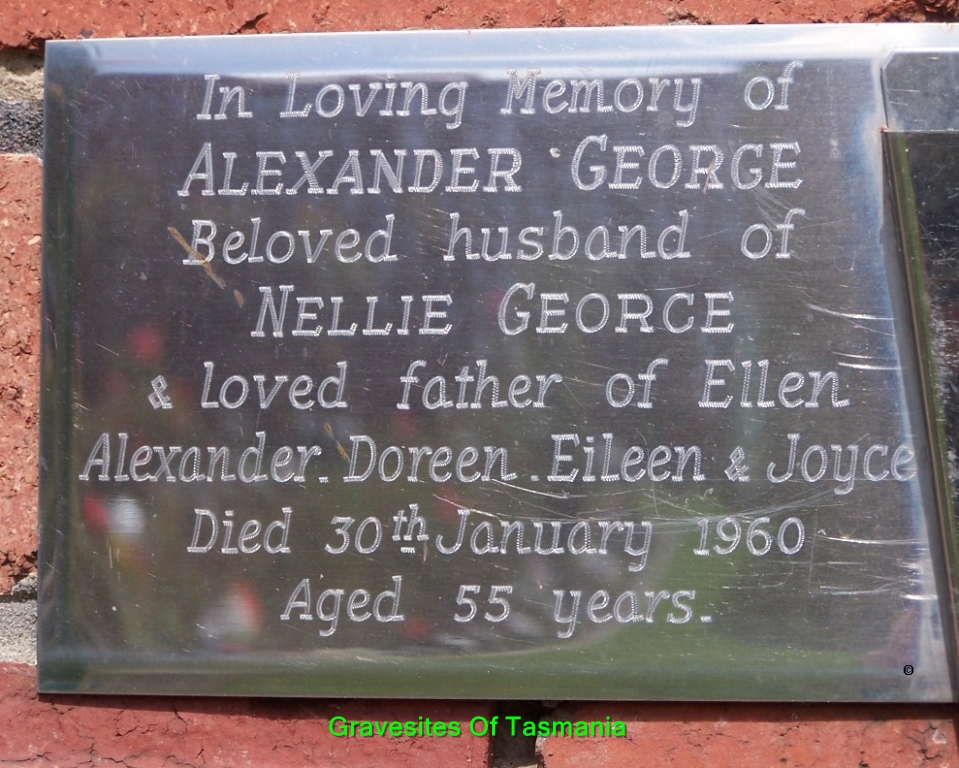 In Loving Memory of
ALEXANDER GEORGE
Beloved husband of
NELLIE GEORGE
& loved father of Ellen
Alexander. Doreen. Eileen & Joyce
Died 30th January 1960
Aged 55 years.
©
Gravesites Of Tasmania